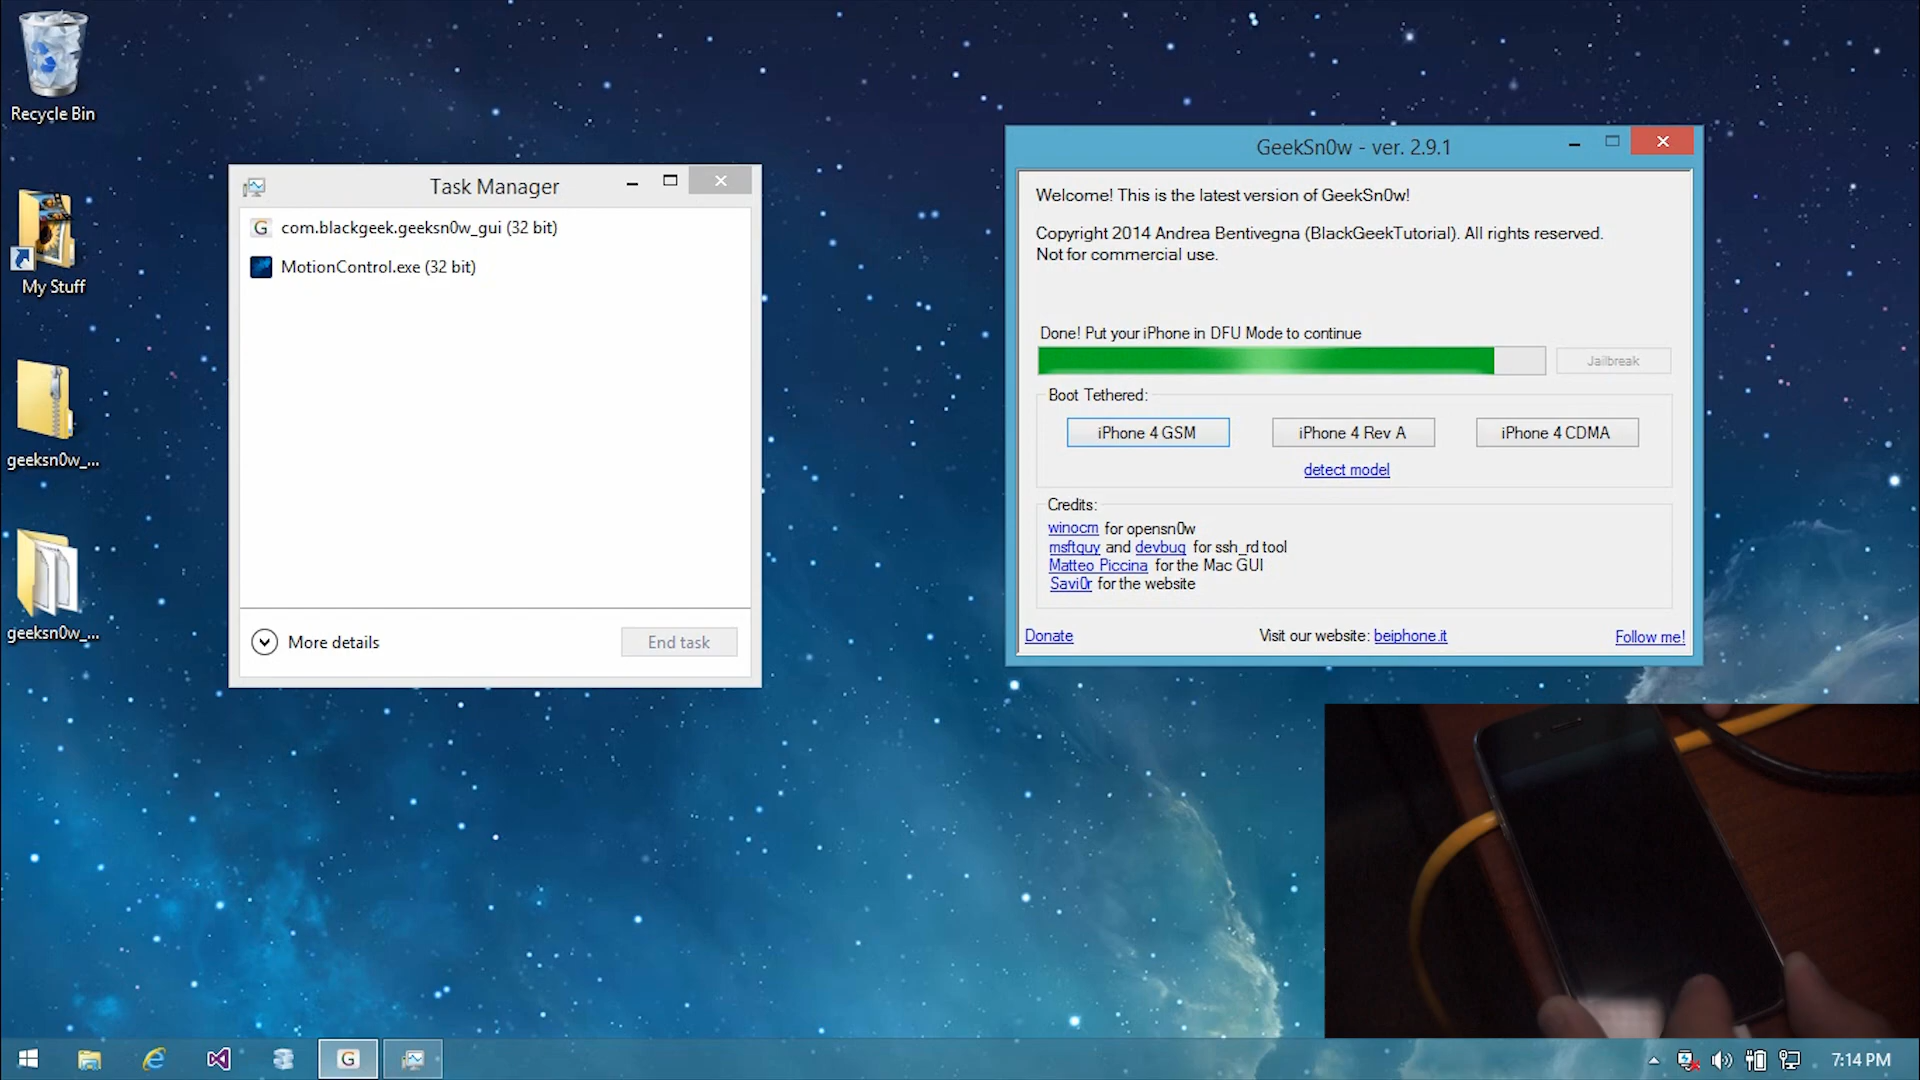 Recycle Bin
My Stuff
geeksn0w_...
geeksn0w_...
Task Manager
com.blackgeek.geeksn0w_gui (32 bit)
MotionControl.exe (32 bit)
More details
End task
GeekSn0w - ver. 2.9.1
Welcome! This is the latest version of GeekSn0w!
Copyright 2014 Andrea Bentivegna (BlackGeekTutorial). All rights reserved.
Not for commercial use.
Done! Put your iPhone in DFU Mode to continue
Jailbreak
Boot Tethered:
iPhone 4 GSM
iPhone 4 Rev A
iPhone 4 CDMA
detect model
Credits:
winocm for opensn0w
msftguy and devbug for ssh_rd tool
Matteo Piccina for the Mac GUI
Savi0r for the website
Donate
Visit our website: beiphone.it
Follow me!
G
7:14 PM